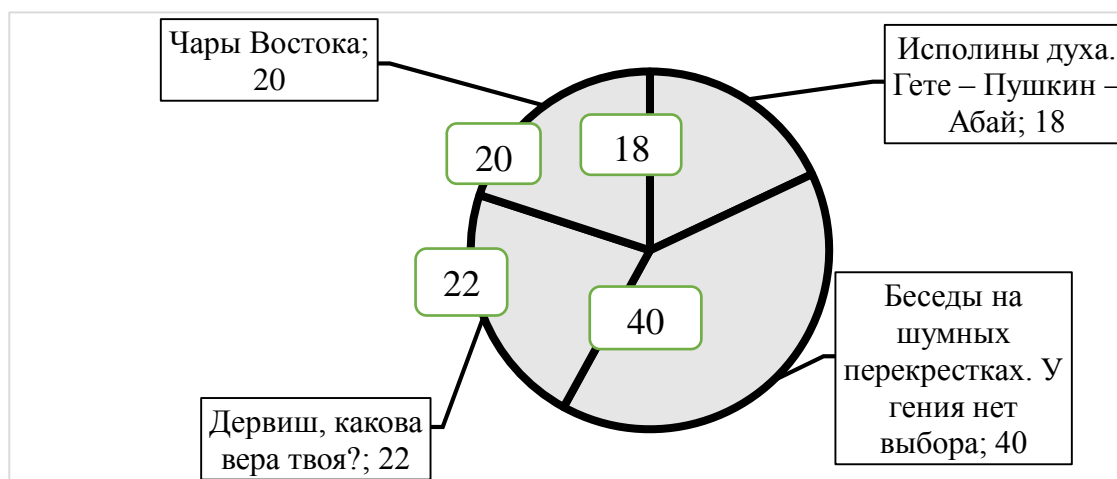 Чары Востока;
20
Исполины духа.
Гете – Пушкин –
Абай; 18
20
18
22
40
Беседы на
шумных
перекрестках. У
гения нет
выбора; 40
Дервиш, какова
вера твоя?; 22